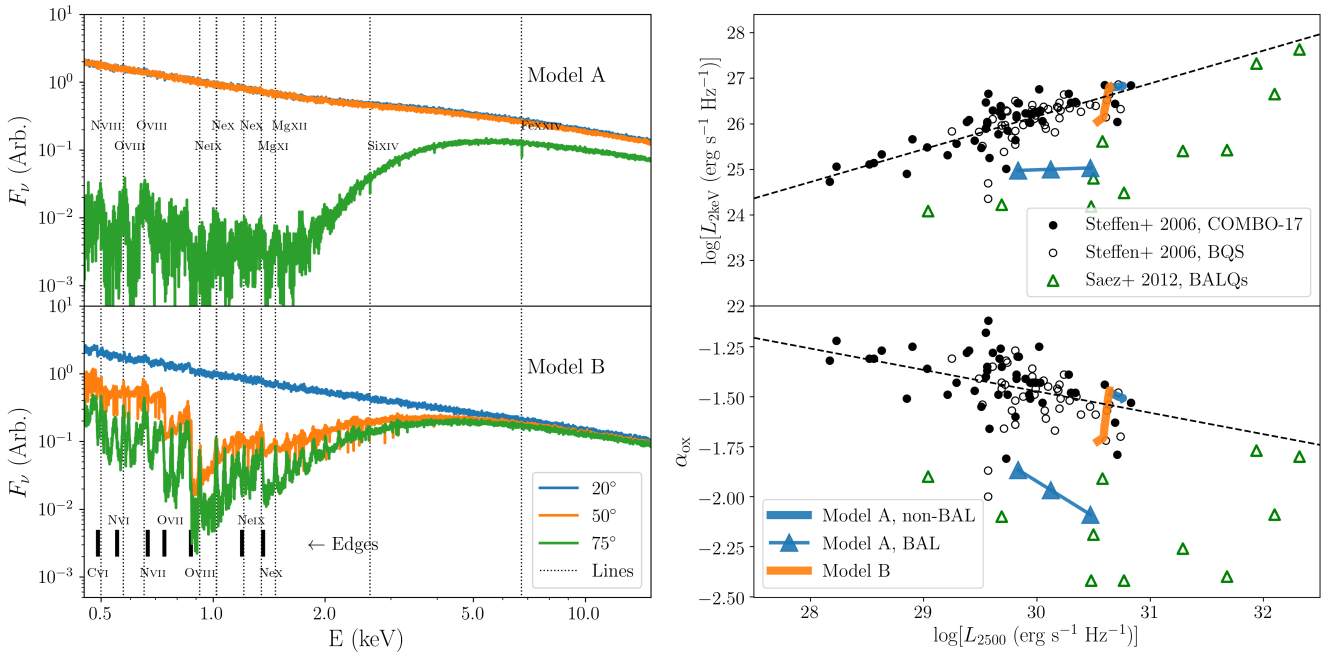 10¹
10⁰
10⁻¹
10⁻²
10⁻³
F_ν (Arb.)
Model A
NVIII
OVIII
NeX
NeX
MgXII
FeXXIV
OVIII
NeIX
MgXI
SiXIV
10¹
10⁰
10⁻¹
10⁻²
10⁻³
F_ν (Arb.)
Model B
NVI
OVII
NeIX
← Edges
CVI
NVII
OVIII
NeX
20°
50°
75°
Lines
0.5
1.0
2.0
5.0
10.0
E (keV)
28
27
26
25
24
23
22
log[L_2keV (erg s⁻¹ Hz⁻¹)]
Steffen+ 2006, COMBO-17
Steffen+ 2006, BQS
Saez+ 2012, BALQs
−1.25
−1.50
−1.75
−2.00
−2.25
−2.50
α_ox
Model A, non-BAL
Model A, BAL
Model B
28
29
30
31
32
log[L_2500 (erg s⁻¹ Hz⁻¹)]